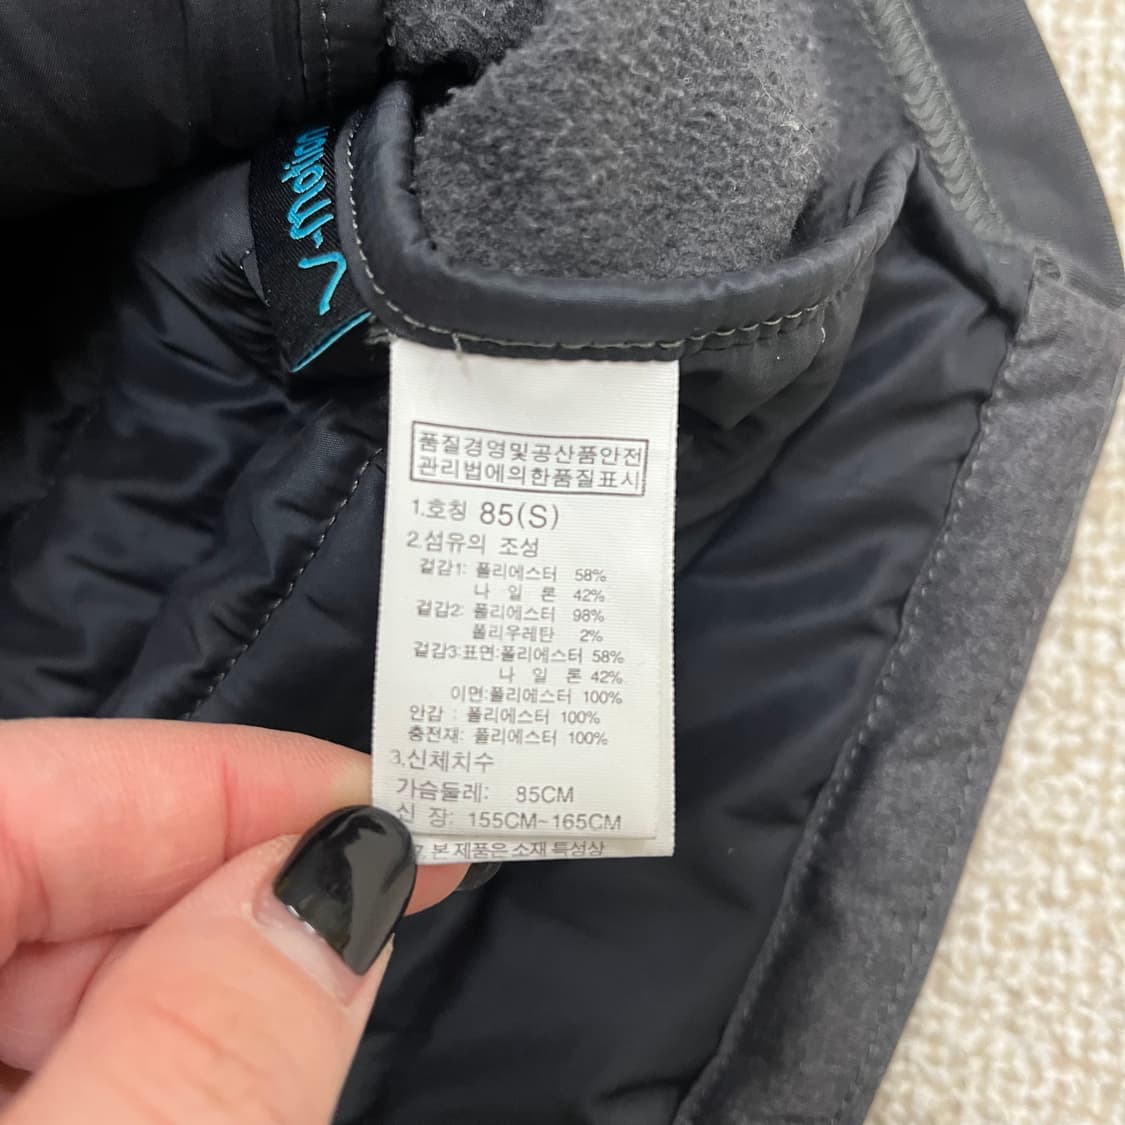 품질경영및공산품안전
관리법에의한품질표시
1.호칭 85(S)
2.섬유의 조성
겉감1: 폴리에스터 58%
나 일 론 42%
겉감2: 폴리에스터 98%
폴리우레탄 2%
겉감3:표면:폴리에스터 58%
나 일 론 42%
이면:폴리에스터 100%
안감 : 폴리에스터 100%
충전재: 폴리에스터 100%
3.신체치수
가슴둘레: 85CM
신 장: 155CM~165CM
7. 본 제품은 소재 특성상